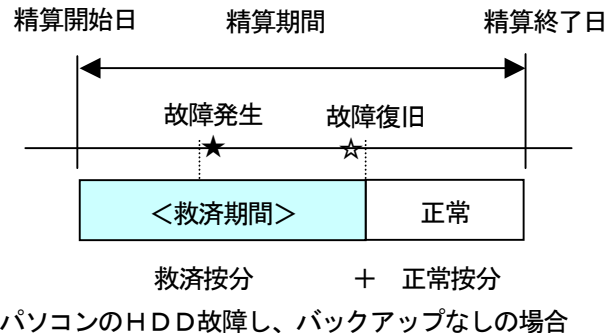 精算開始日 精算期間 精算終了日
故障発生 故障復旧
★ ☆
＜救済期間＞ 正常
救済按分 ＋ 正常按分
パソコンのＨＤＤ故障し、バックアップなしの場合